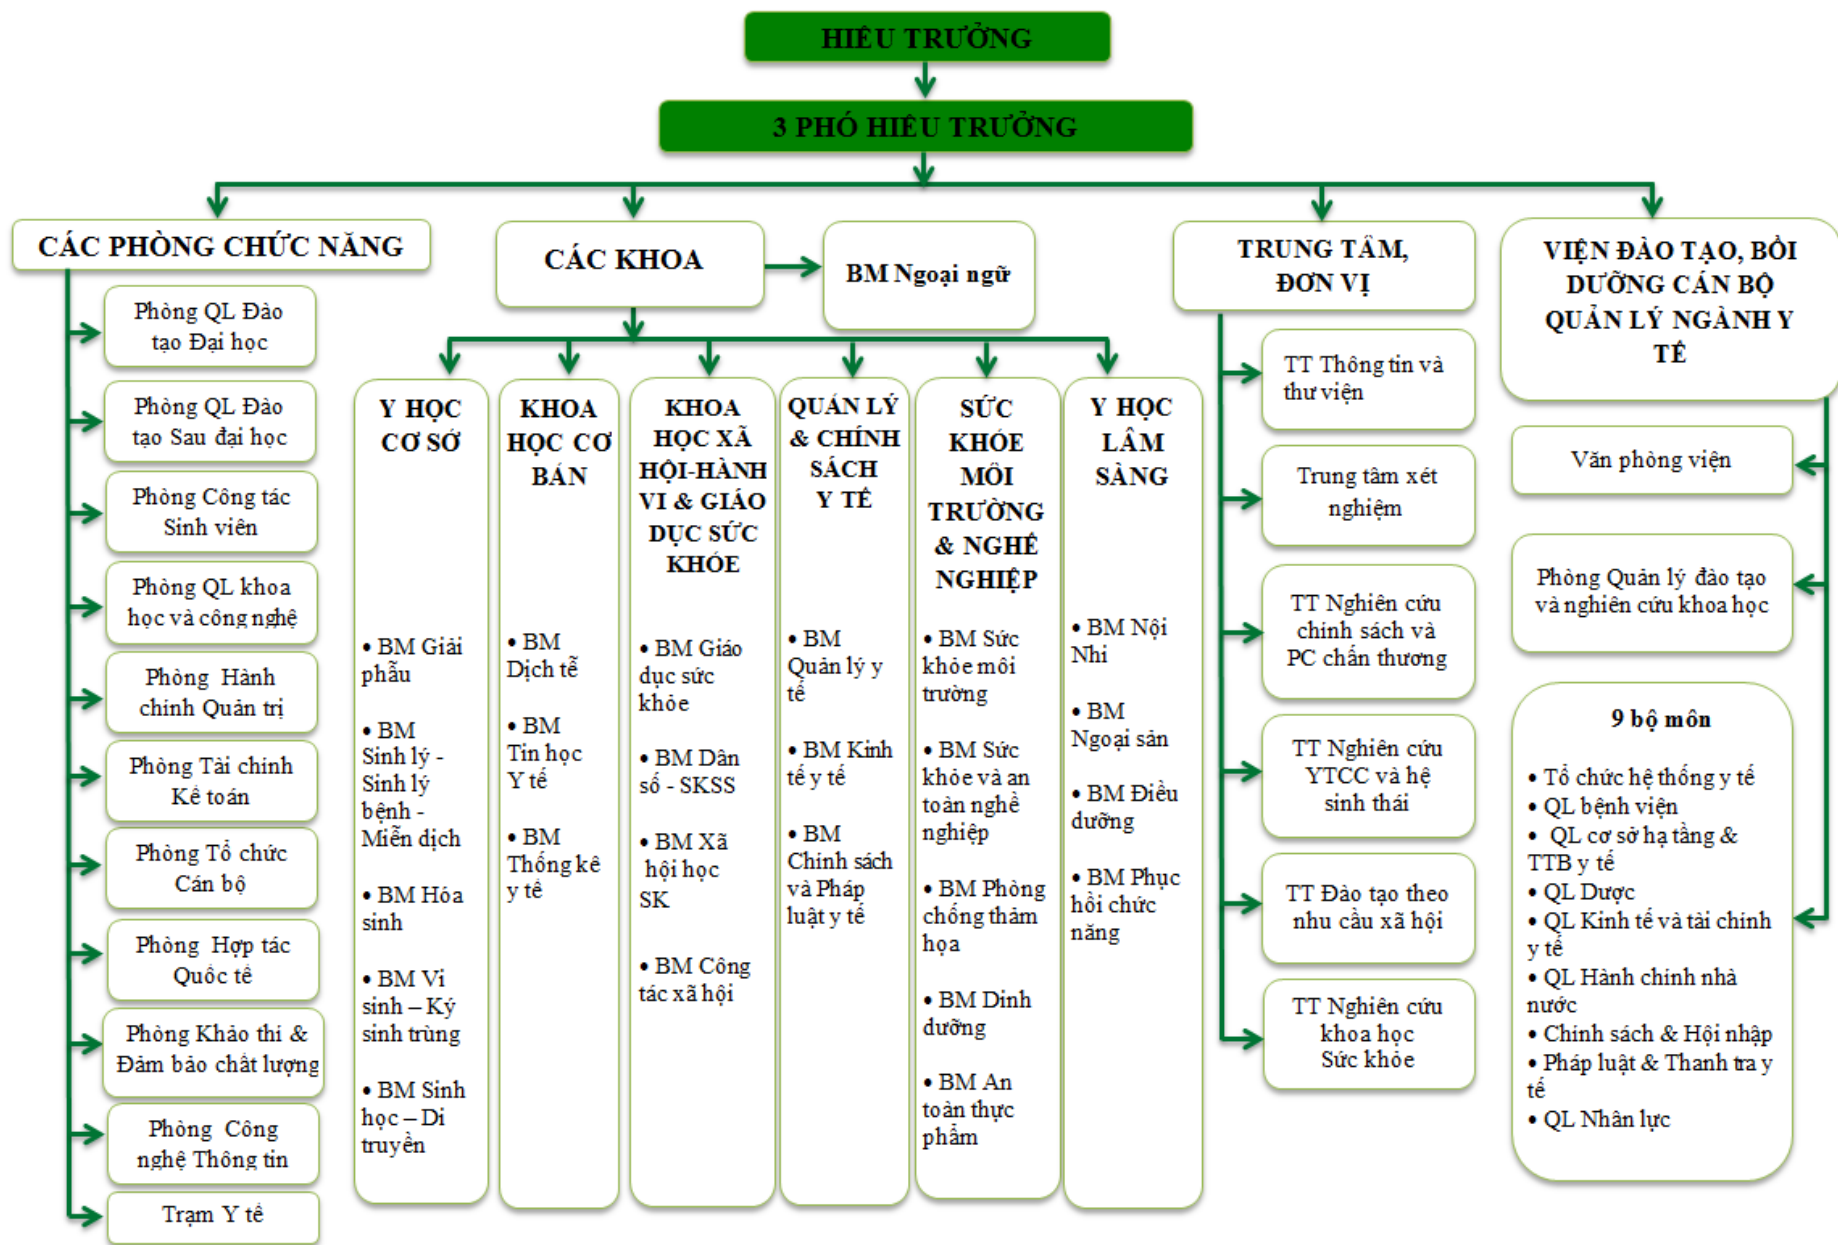 HIỆU TRƯỞNG
3 PHÓ HIỆU TRƯỞNG
CÁC PHÒNG CHỨC NĂNG
Phòng QL Đào
tạo Đại học
Phòng QL Đào
tạo Sau đại học
Phòng Công tác
Sinh viên
Phòng QL khoa
học và công nghệ
Phòng Hành
chính Quản trị
Phòng Tài chính
Kế toán
Phòng Tổ chức
Cán bộ
Phòng Hợp tác
Quốc tế
Phòng Khảo thí &
Đảm bảo chất lượng
Phòng Công
nghệ Thông tin
Trạm Y tế
CÁC KHOA
BM Ngoại ngữ
Y HỌC
CƠ SỞ
• BM Giải
phẫu
• BM
Sinh lý -
Sinh lý
bệnh -
Miễn dịch
• BM Hóa
sinh
• BM Vi
sinh – Ký
sinh trùng
• BM Sinh
học – Di
truyền
KHOA
HỌC CƠ
BẢN
• BM
Dịch tễ
• BM
Tin học
Y tế
• BM
Thống kê
y tế
KHOA
HỌC XÃ
HỘI-HÀNH
VI & GIÁO
DỤC SỨC
KHỎE
• BM Giáo
dục sức
khỏe
• BM Dân
số - SKSS
• BM Xã
hội học
SK
• BM Công
tác xã hội
QUẢN LÝ
& CHÍNH
SÁCH
Y TẾ
• BM
Quản lý y
tế
• BM Kinh
tế y tế
• BM
Chính sách
và Pháp
luật y tế
SỨC
KHỎE
MÔI
TRƯỜNG
& NGHỀ
NGHIỆP
• BM Sức
khỏe môi
trường
• BM Sức
khỏe và an
toàn nghề
nghiệp
• BM Phòng
chống thảm
họa
• BM Dinh
dưỡng
• BM An
toàn thực
phẩm
Y HỌC
LÂM
SÀNG
• BM Nội
Nhi
• BM
Ngoại sản
• BM Điều
dưỡng
• BM Phục
hồi chức
năng
TRUNG TÂM,
ĐƠN VỊ
TT Thông tin và
thư viện
Trung tâm xét
nghiệm
TT Nghiên cứu
chính sách và
PC chấn thương
TT Nghiên cứu
YTCC và hệ
sinh thái
TT Đào tạo theo
nhu cầu xã hội
TT Nghiên cứu
khoa học
Sức khỏe
VIỆN ĐÀO TẠO, BỒI
DƯỠNG CÁN BỘ
QUẢN LÝ NGÀNH Y
TẾ
Văn phòng viện
Phòng Quản lý đào tạo
và nghiên cứu khoa học
9 bộ môn
• Tổ chức hệ thống y tế
• QL bệnh viện
• QL cơ sở hạ tầng &
TTB y tế
• QL Dược
• QL Kinh tế và tài chính
y tế
• QL Hành chính nhà
nước
• Chính sách & Hội nhập
• Pháp luật & Thanh tra y
tế
• QL Nhân lực